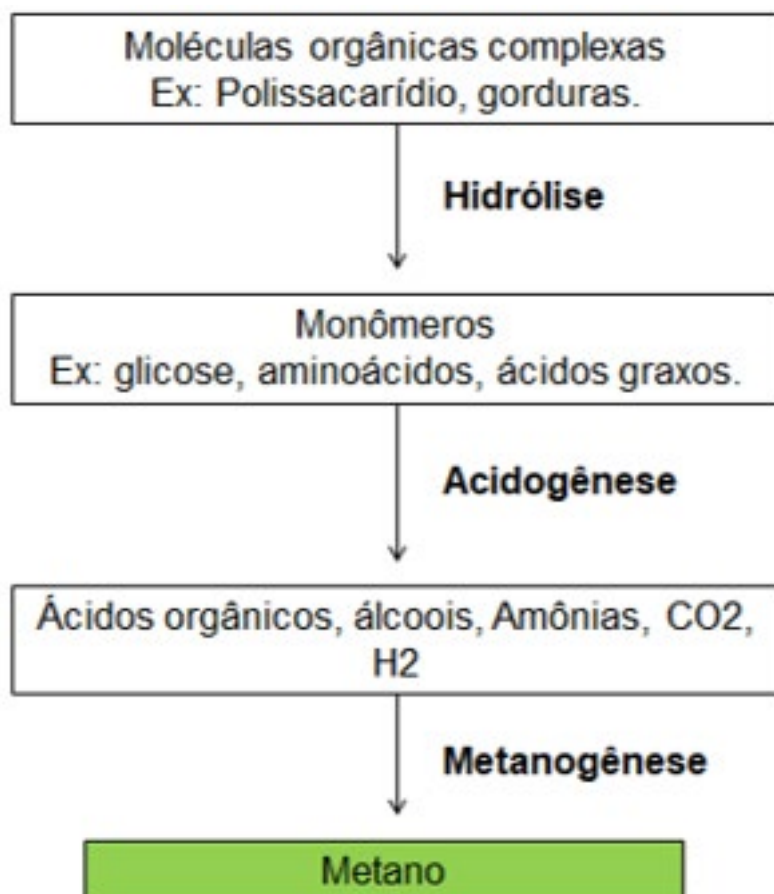 Moléculas orgânicas complexas
Ex: Polissacarídio, gorduras.
Hidrólise
Monômeros
Ex: glicose, aminoácidos, ácidos graxos.
Acidogênese
Ácidos orgânicos, álcoois, Amônias, CO2,
H2
Metanogênese
Metano